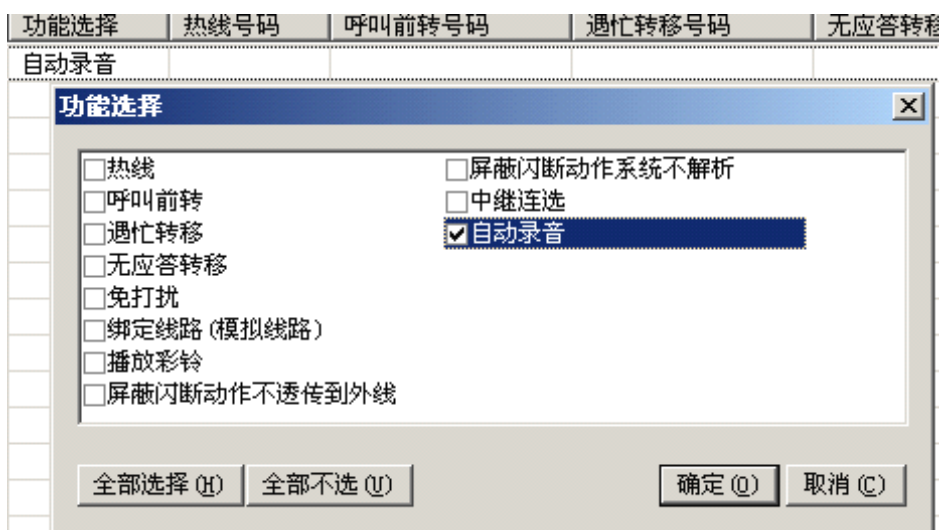 功能选择 热线号码 呼叫前转号码 遇忙转移号码 无应答转移
自动录音
功能选择
热线 屏蔽闪断动作系统不解析
呼叫前转 中继连选
遇忙转移 自动录音
无应答转移
免打扰
绑定线路(模拟线路)
播放彩铃
屏蔽闪断动作不透传到外线
全部选择(H) 全部不选(U) 确定(O) 取消(C)